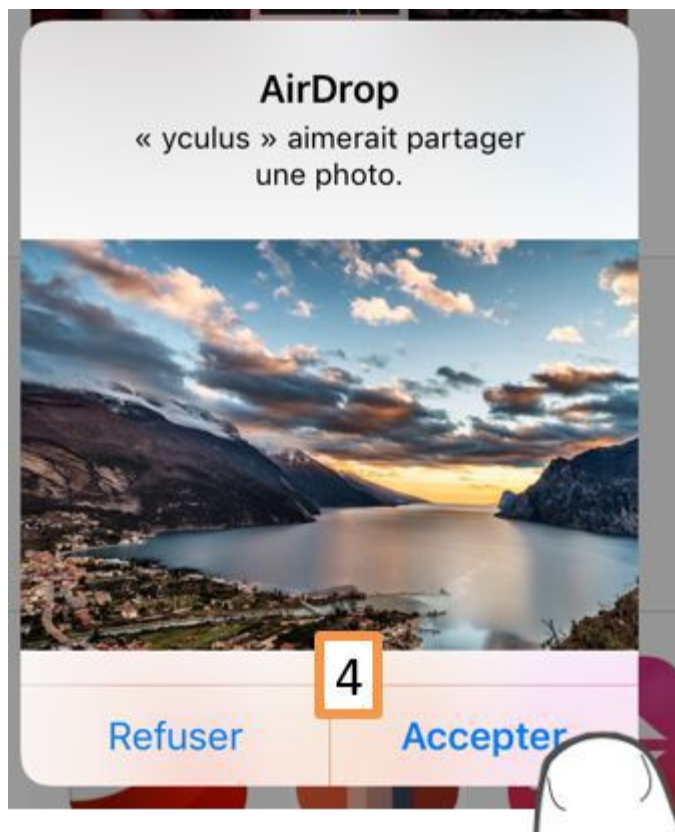 AirDrop
« yculus » aimerait partager
une photo.
4
Refuser
Accepter